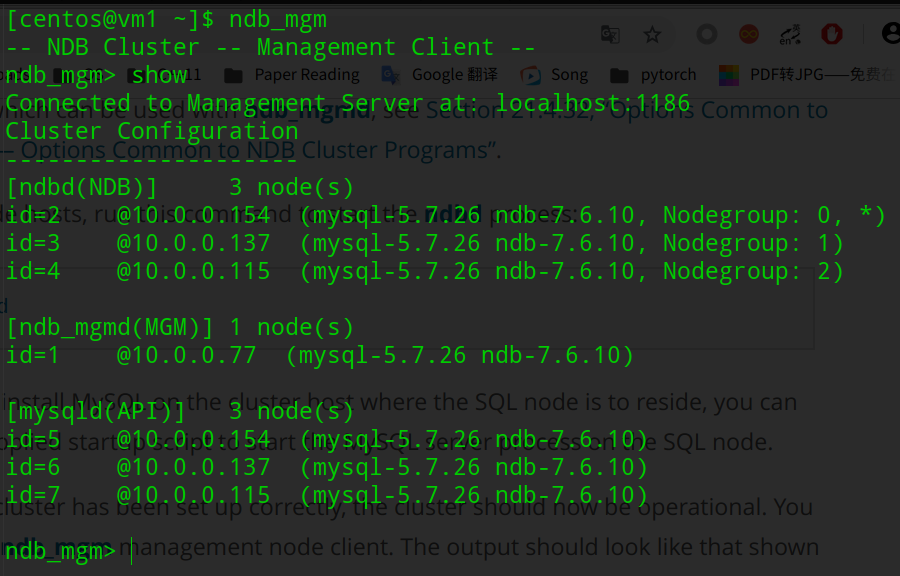 [centos@vm1 ~]$ ndb_mgm
-- NDB Cluster -- Management Client --
ndb_mgm> show
Paper Reading
Google 翻译
Song
pytorch
PDF转JPG——免费在
Connected to Management Server at: localhost:1186
which can be used with ndb_mgmd, see Section 21.4.32, “Options Common to
Cluster Configuration
— Options Common to NDB Cluster Programs”.
---------------------
[ndbd(NDB)]     3 node(s)
id=2    @10.0.0.154  (mysql-5.7.26 ndb-7.6.10, Nodegroup: 0, *)
id=3    @10.0.0.137  (mysql-5.7.26 ndb-7.6.10, Nodegroup: 1)
id=4    @10.0.0.115  (mysql-5.7.26 ndb-7.6.10, Nodegroup: 2)
[ndb_mgmd(MGM)] 1 node(s)
id=1    @10.0.0.77  (mysql-5.7.26 ndb-7.6.10)
install MySQL on the cluster host where the SQL node is to reside, you can
[mysqld(API)]   3 node(s)
id=5    @10.0.0.154  (mysql-5.7.26 ndb-7.6.10)
startup script to start the MySQL server process on the SQL node.
id=6    @10.0.0.137  (mysql-5.7.26 ndb-7.6.10)
id=7    @10.0.0.115  (mysql-5.7.26 ndb-7.6.10)
cluster has been set up correctly, the cluster should now be operational. You
ndb_mgm>
management node client. The output should look like that shown